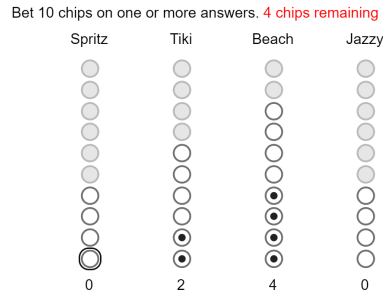 Bet 10 chips on one or more answers. 4 chips remaining
Spritz Tiki Beach Jazzy
0 2 4 0